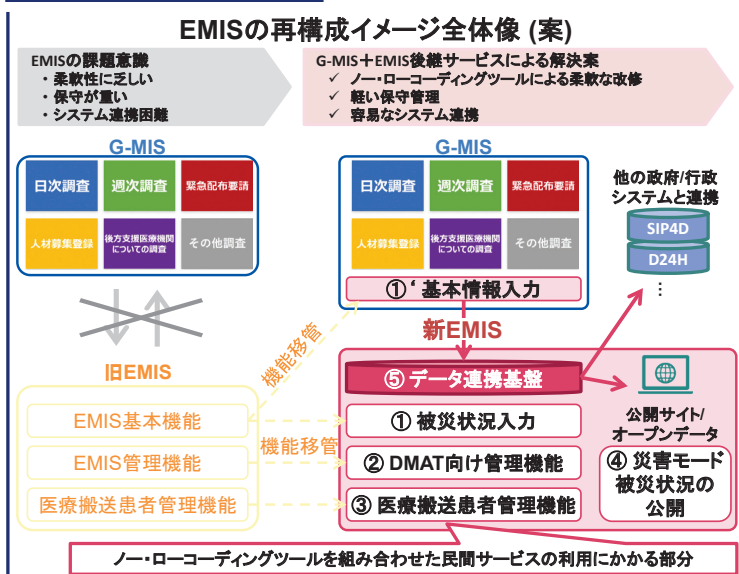 EMISの再構成イメージ全体像 (案)
EMISの課題意識
・柔軟性に乏しい
・保守が重い
・システム連携困難
G-MIS＋EMIS後継サービスによる解決案
✓ ノー・ローコーディングツールによる柔軟な改修
✓ 軽い保守管理
✓ 容易なシステム連携
G-MIS
日次調査
週次調査
緊急配布要請
人材募集登録
後方支援医療機関
についての調査
その他調査
旧EMIS
EMIS基本機能
EMIS管理機能
医療搬送患者管理機能
機能移管
機能移管
G-MIS
日次調査
週次調査
緊急配布要請
人材募集登録
後方支援医療機関
についての調査
その他調査
①‘基本情報入力
新EMIS
⑤ データ連携基盤
① 被災状況入力
② DMAT向け管理機能
③ 医療搬送患者管理機能
他の政府/行政
システムと連携
SIP4D
D24H
⋮
公開サイト/
オープンデータ
④ 災害モード
被災状況の
公開
ノー・ローコーディングツールを組み合わせた民間サービスの利用にかかる部分